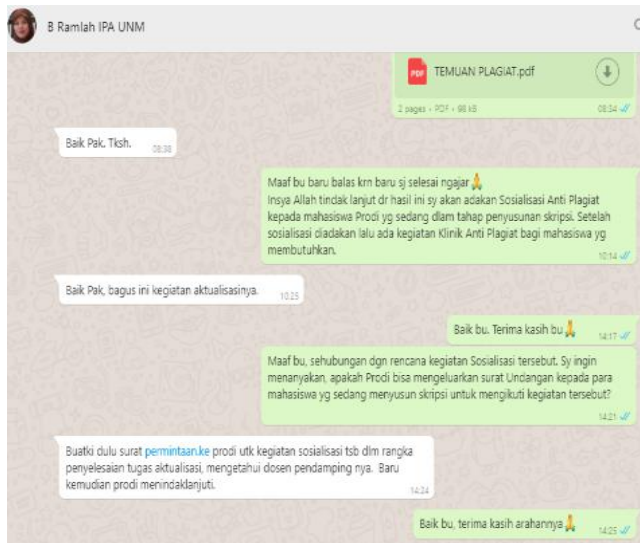 B Ramlah IPA UNM
PDF
TEMUAN PLAGIAT.pdf
2 pages • PDF • 98 kB
08:34
Baik Pak. Tksh.
08:38
Maaf bu baru balas krn baru sj selesai ngajar🙏
Insya Allah tindak lanjut dr hasil ini sy akan adakan Sosialisasi Anti Plagiat
kepada mahasiswa Prodi yg sedang dlam tahap penyusunan skripsi. Setelah
sosialisasi diadakan lalu ada kegiatan Klinik Anti Plagiat bagi mahasiswa yg
membutuhkan.
10:14
Baik Pak, bagus ini kegiatan aktualisasinya.
10:25
Baik bu. Terima kasih bu🙏
14:17
Maaf bu, sehubungan dgn rencana kegiatan Sosialisasi tersebut. Sy ingin
menanyakan, apakah Prodi bisa mengeluarkan surat Undangan kepada para
mahasiswa yg sedang menyusun skripsi untuk mengikuti kegiatan tersebut?
14:21
Buatki dulu surat permintaan.ke prodi utk kegiatan sosialisasi tsb dlm rangka
penyelesaian tugas aktualisasi, mengetahui dosen pendamping nya. Baru
kemudian prodi menindaklanjuti.
14:24
Baik bu, terima kasih arahannya🙏
14:25